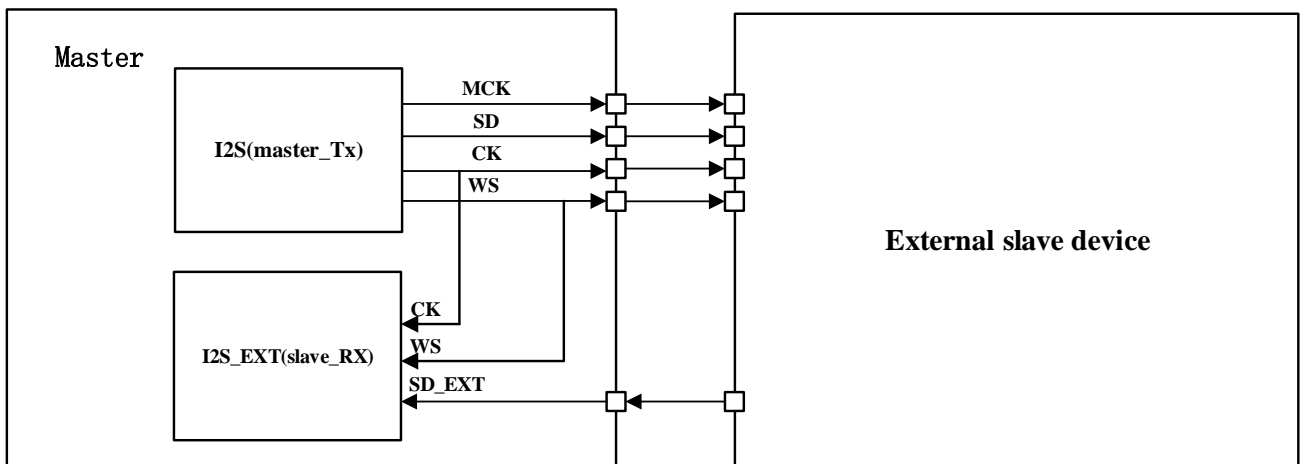 Master
MCK
SD
I2S(master_Tx)
CK
WS
External slave device
CK
I2S_EXT(slave_RX)
WS
SD_EXT